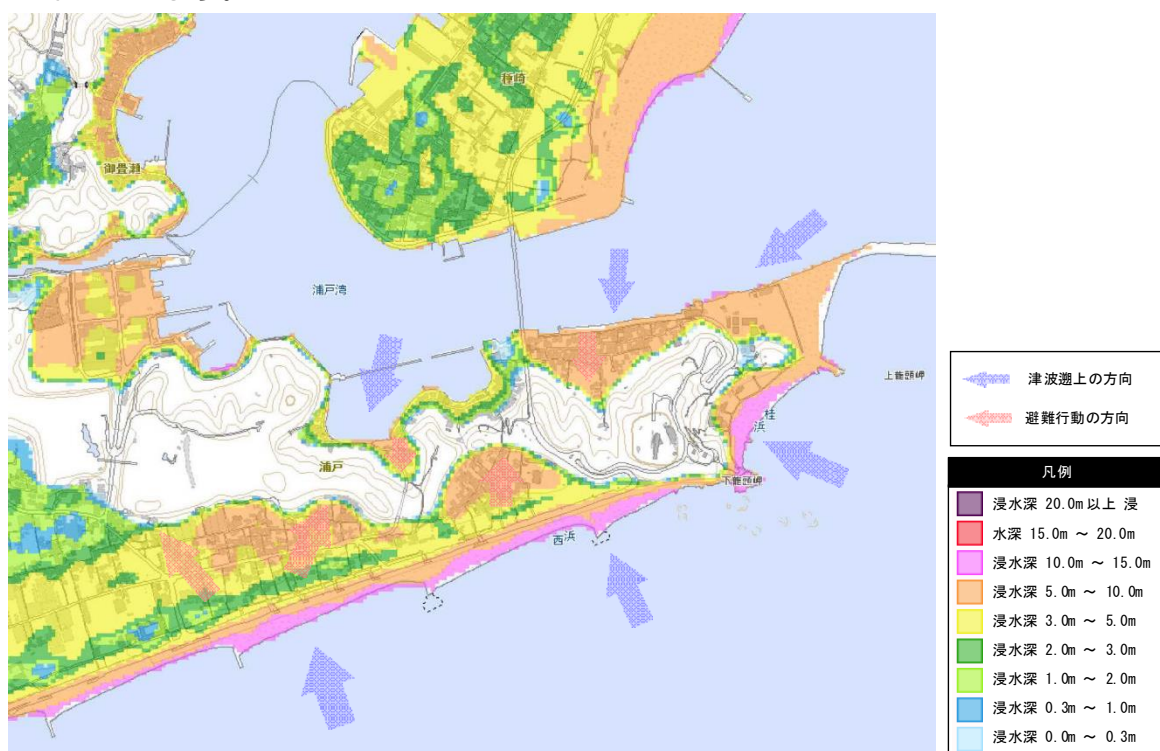 種崎
御畳瀬
浦戸湾
上龍頭岬
桂浜
浦戸
下龍頭岬
西浜
津波遡上の方向
避難行動の方向
凡例
浸水深 20.0m以上 浸
水深 15.0m ～ 20.0m
浸水深 10.0m ～ 15.0m
浸水深 5.0m ～ 10.0m
浸水深 3.0m ～ 5.0m
浸水深 2.0m ～ 3.0m
浸水深 1.0m ～ 2.0m
浸水深 0.3m ～ 1.0m
浸水深 0.0m ～ 0.3m